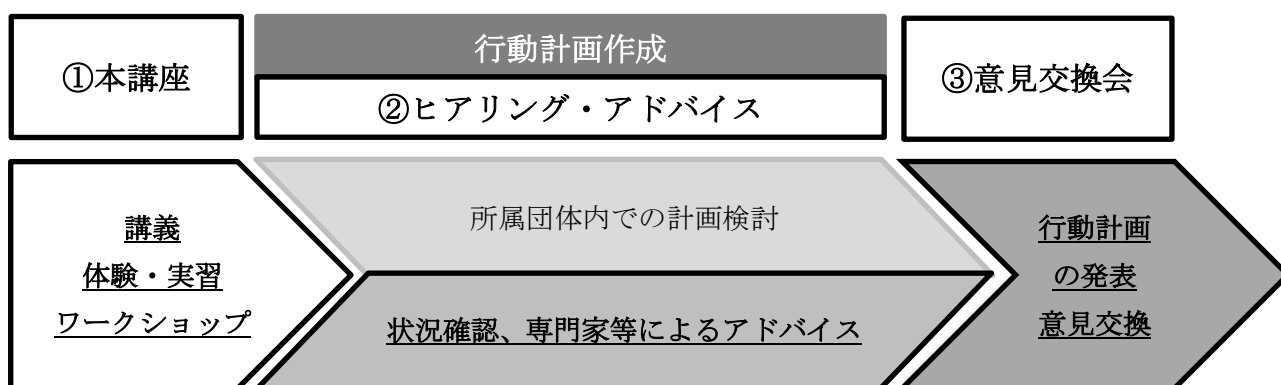 ①本講座
行動計画作成
②ヒアリング・アドバイス
③意見交換会
講義
体験・実習
ワークショップ
所属団体内での計画検討
状況確認、専門家等によるアドバイス
行動計画
の発表
意見交換